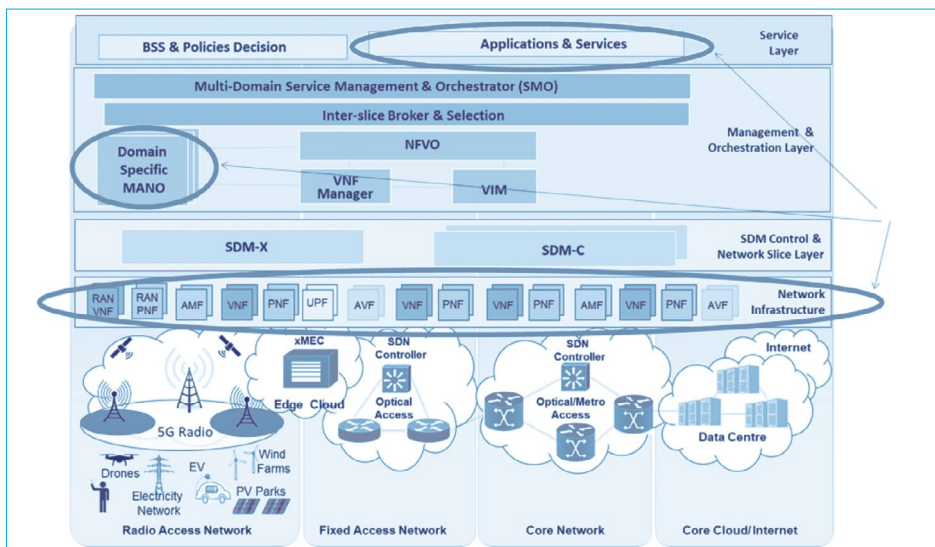 Service
Layer
BSS & Policies Decision
Applications & Services
Multi-Domain Service Management & Orchestrator (SMO)
Inter-slice Broker & Selection
Management &
Orchestration Layer
Domain
Specific
MANO
NFVO
VNF
Manager
VIM
SDM-X
SDM-C
SDM Control &
Network Slice Layer
RAN
VNF
RAN
PNF
AMF
VNF
PNF
UPF
AVF
VNF
PNF
VNF
PNF
AMF
VNF
PNF
AVF
Network
Infrastructure
xMEC
Edge Cloud
SDN
Controller
Optical
Access
SDN
Controller
Optical/Metro
Access
Internet
Data Centre
5G Radio
Drones
Electricity
Network
EV
Wind
Farms
PV Parks
Radio Access Network
Fixed Access Network
Core Network
Core Cloud/Internet